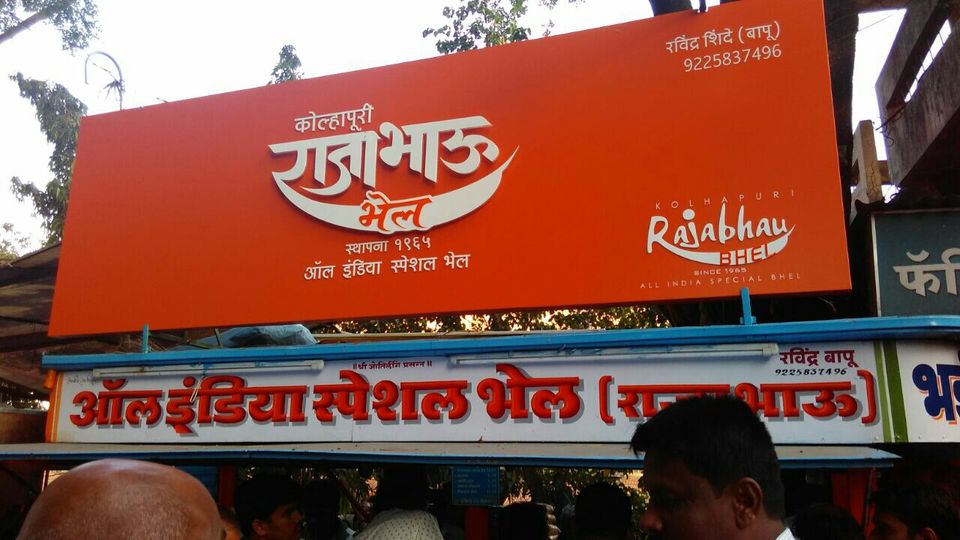 रविंद्र शिंदे (बापू)
9225837496
कोल्हापूरी
राजाभाऊ
भेल
स्थापना १९६५
ऑल इंडिया स्पेशल भेल
KOLHAPURI
Rajabhau
BHEL
SINCE 1965
ALL INDIA SPECIAL BHEL
॥ श्री जोतिर्लिंग प्रसन्न ॥
रविंद्र बापू
9225837496
ऑल इंडिया स्पेशल भेल (राजाभाऊ)